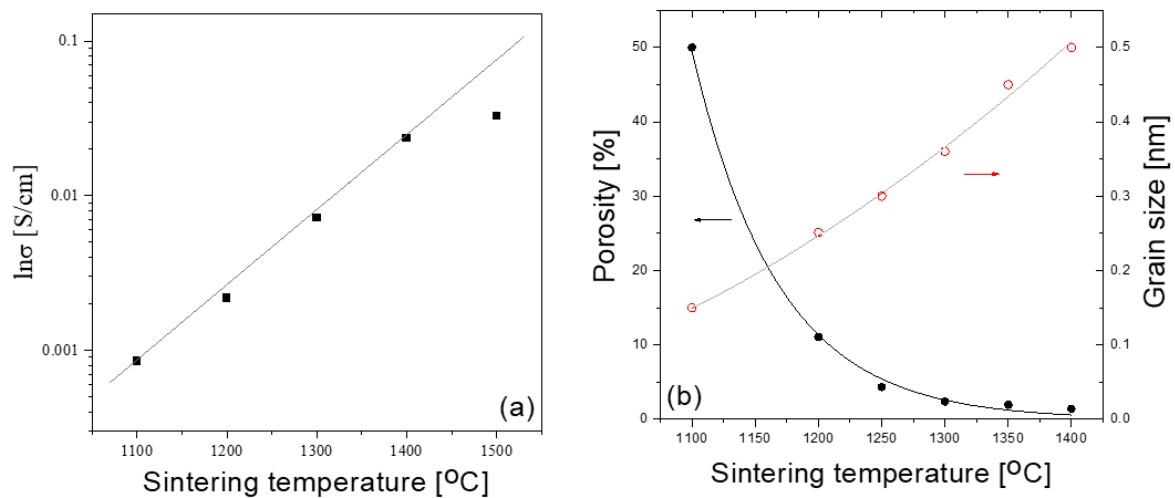 0.1
0.01
0.001
lnσ [S/cm]
1100 1200 1300 1400 1500
Sintering temperature [ºC]
(a)
50
40
30
20
10
0
Porosity [%]
0.5
0.4
0.3
0.2
0.1
0.0
Grain size [nm]
1100 1150 1200 1250 1300 1350 1400
Sintering temperature [ºC]
(b)